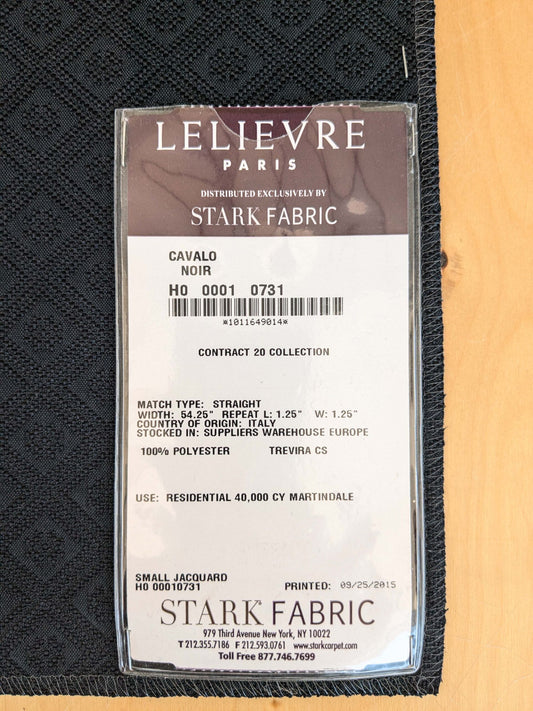 LELIEVRE
PARIS
DISTRIBUTED EXCLUSIVELY BY
STARK FABRIC
CAVALO
NOIR
H0 0001 0731
*1011649014*
CONTRACT 20 COLLECTION
MATCH TYPE: STRAIGHT
WIDTH: 54.25" REPEAT L: 1.25" W: 1.25"
COUNTRY OF ORIGIN: ITALY
STOCKED IN: SUPPLIERS WAREHOUSE EUROPE
100% POLYESTER TREVIRA CS
USE: RESIDENTIAL 40,000 CY MARTINDALE
SMALL JACQUARD
H0 00010731 PRINTED: 09/25/2015
STARK FABRIC
979 Third Avenue New York, NY 10022
T 212.355.7186 F 212.593.0761 www.starkcarpet.com
Toll Free 877.746.7699